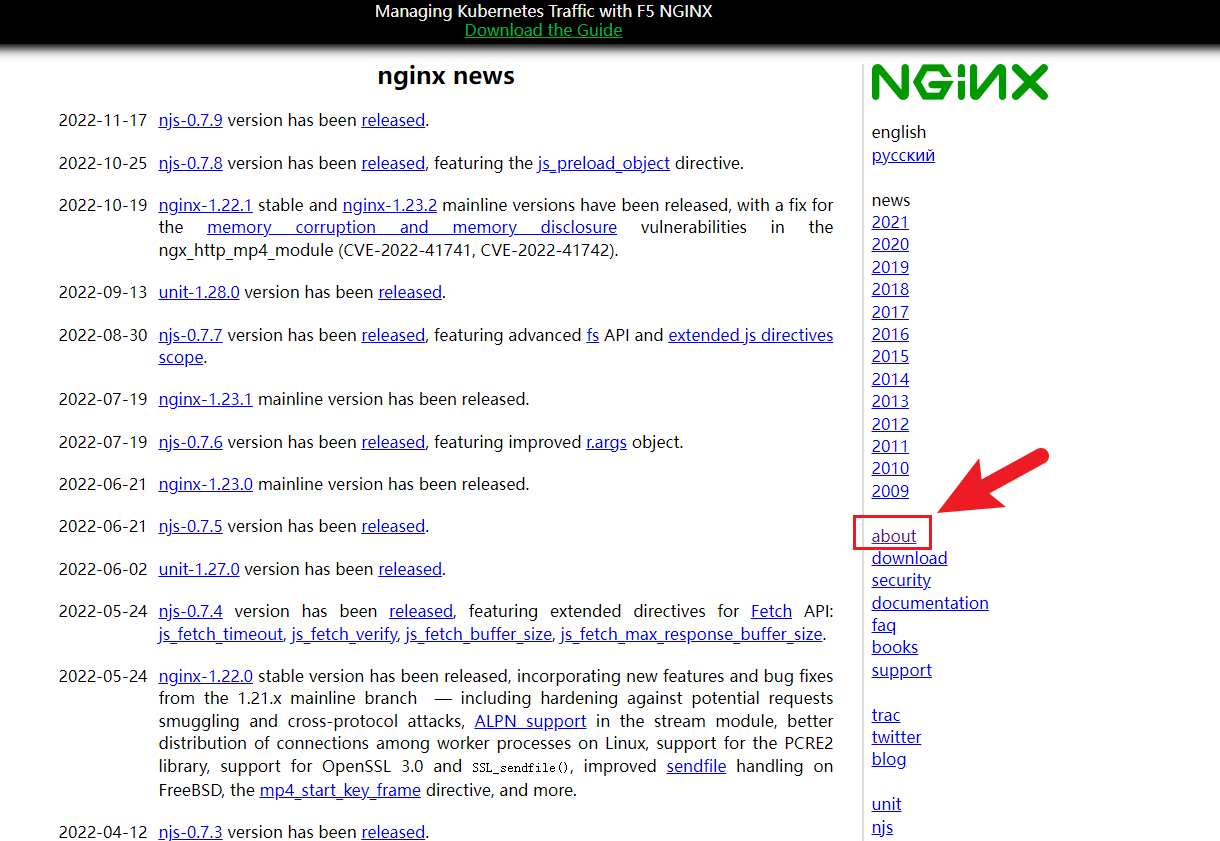 Managing Kubernetes Traffic with F5 NGINX
Download the Guide
nginx news
2022-11-17 njs-0.7.9 version has been released.
2022-10-25 njs-0.7.8 version has been released, featuring the js_preload_object directive.
2022-10-19 nginx-1.22.1 stable and nginx-1.23.2 mainline versions have been released, with a fix for
the memory corruption and memory disclosure vulnerabilities in the
ngx_http_mp4_module (CVE-2022-41741, CVE-2022-41742).
2022-09-13 unit-1.28.0 version has been released.
2022-08-30 njs-0.7.7 version has been released, featuring advanced fs API and extended js directives
scope.
2022-07-19 nginx-1.23.1 mainline version has been released.
2022-07-19 njs-0.7.6 version has been released, featuring improved r.args object.
2022-06-21 nginx-1.23.0 mainline version has been released.
2022-06-21 njs-0.7.5 version has been released.
2022-06-02 unit-1.27.0 version has been released.
2022-05-24 njs-0.7.4 version has been released, featuring extended directives for Fetch API:
js_fetch_timeout, js_fetch_verify, js_fetch_buffer_size, js_fetch_max_response_buffer_size.
2022-05-24 nginx-1.22.0 stable version has been released, incorporating new features and bug fixes
from the 1.21.x mainline branch — including hardening against potential requests
smuggling and cross-protocol attacks, ALPN support in the stream module, better
distribution of connections among worker processes on Linux, support for the PCRE2
library, support for OpenSSL 3.0 and SSL_sendfile(), improved sendfile handling on
FreeBSD, the mp4_start_key_frame directive, and more.
2022-04-12 njs-0.7.3 version has been released.
NGINX
english
русский
news
2021
2020
2019
2018
2017
2016
2015
2014
2013
2012
2011
2010
2009
about
download
security
documentation
faq
books
support
trac
twitter
blog
unit
njs